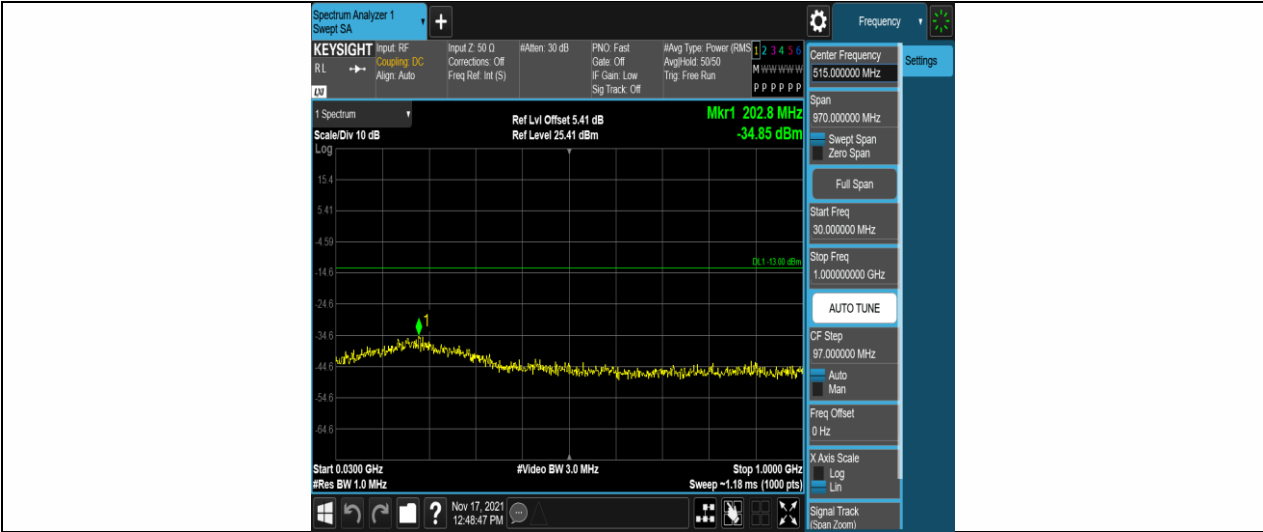 Spectrum Analyzer 1
Swept SA
Frequency
KEYSIGHT
Input: RF
Coupling: DC
Align: Auto
RL
LXI
Input Z: 50 Ω
Corrections: Off
Freq Ref: Int (S)
#Atten: 30 dB
PNO: Fast
Gate: Off
IF Gain: Low
Sig Track: Off
#Avg Type: Power (RMS
Avg|Hold: 50/50
Trig: Free Run
1 2 3 4 5 6
M W W W W W
P P P P P P
Settings
Center Frequency
515.000000 MHz
Span
970.000000 MHz
Swept Span
Zero Span
Full Span
Start Freq
30.000000 MHz
Stop Freq
1.000000000 GHz
AUTO TUNE
CF Step
97.000000 MHz
Auto
Man
Freq Offset
0 Hz
X Axis Scale
Log
Lin
Signal Track
(Span Zoom)
1 Spectrum
Scale/Div 10 dB
Log
Ref Lvl Offset 5.41 dB
Ref Level 25.41 dBm
Mkr1 202.8 MHz
-34.85 dBm
15.4
5.41
-4.59
DL1 -13.00 dBm
-14.6
-24.6
1
-34.6
-44.6
-54.6
-64.6
Start 0.0300 GHz
#Video BW 3.0 MHz
Stop 1.0000 GHz
#Res BW 1.0 MHz
Sweep ~1.18 ms (1000 pts)
?
Nov 17, 2021
12:48:47 PM